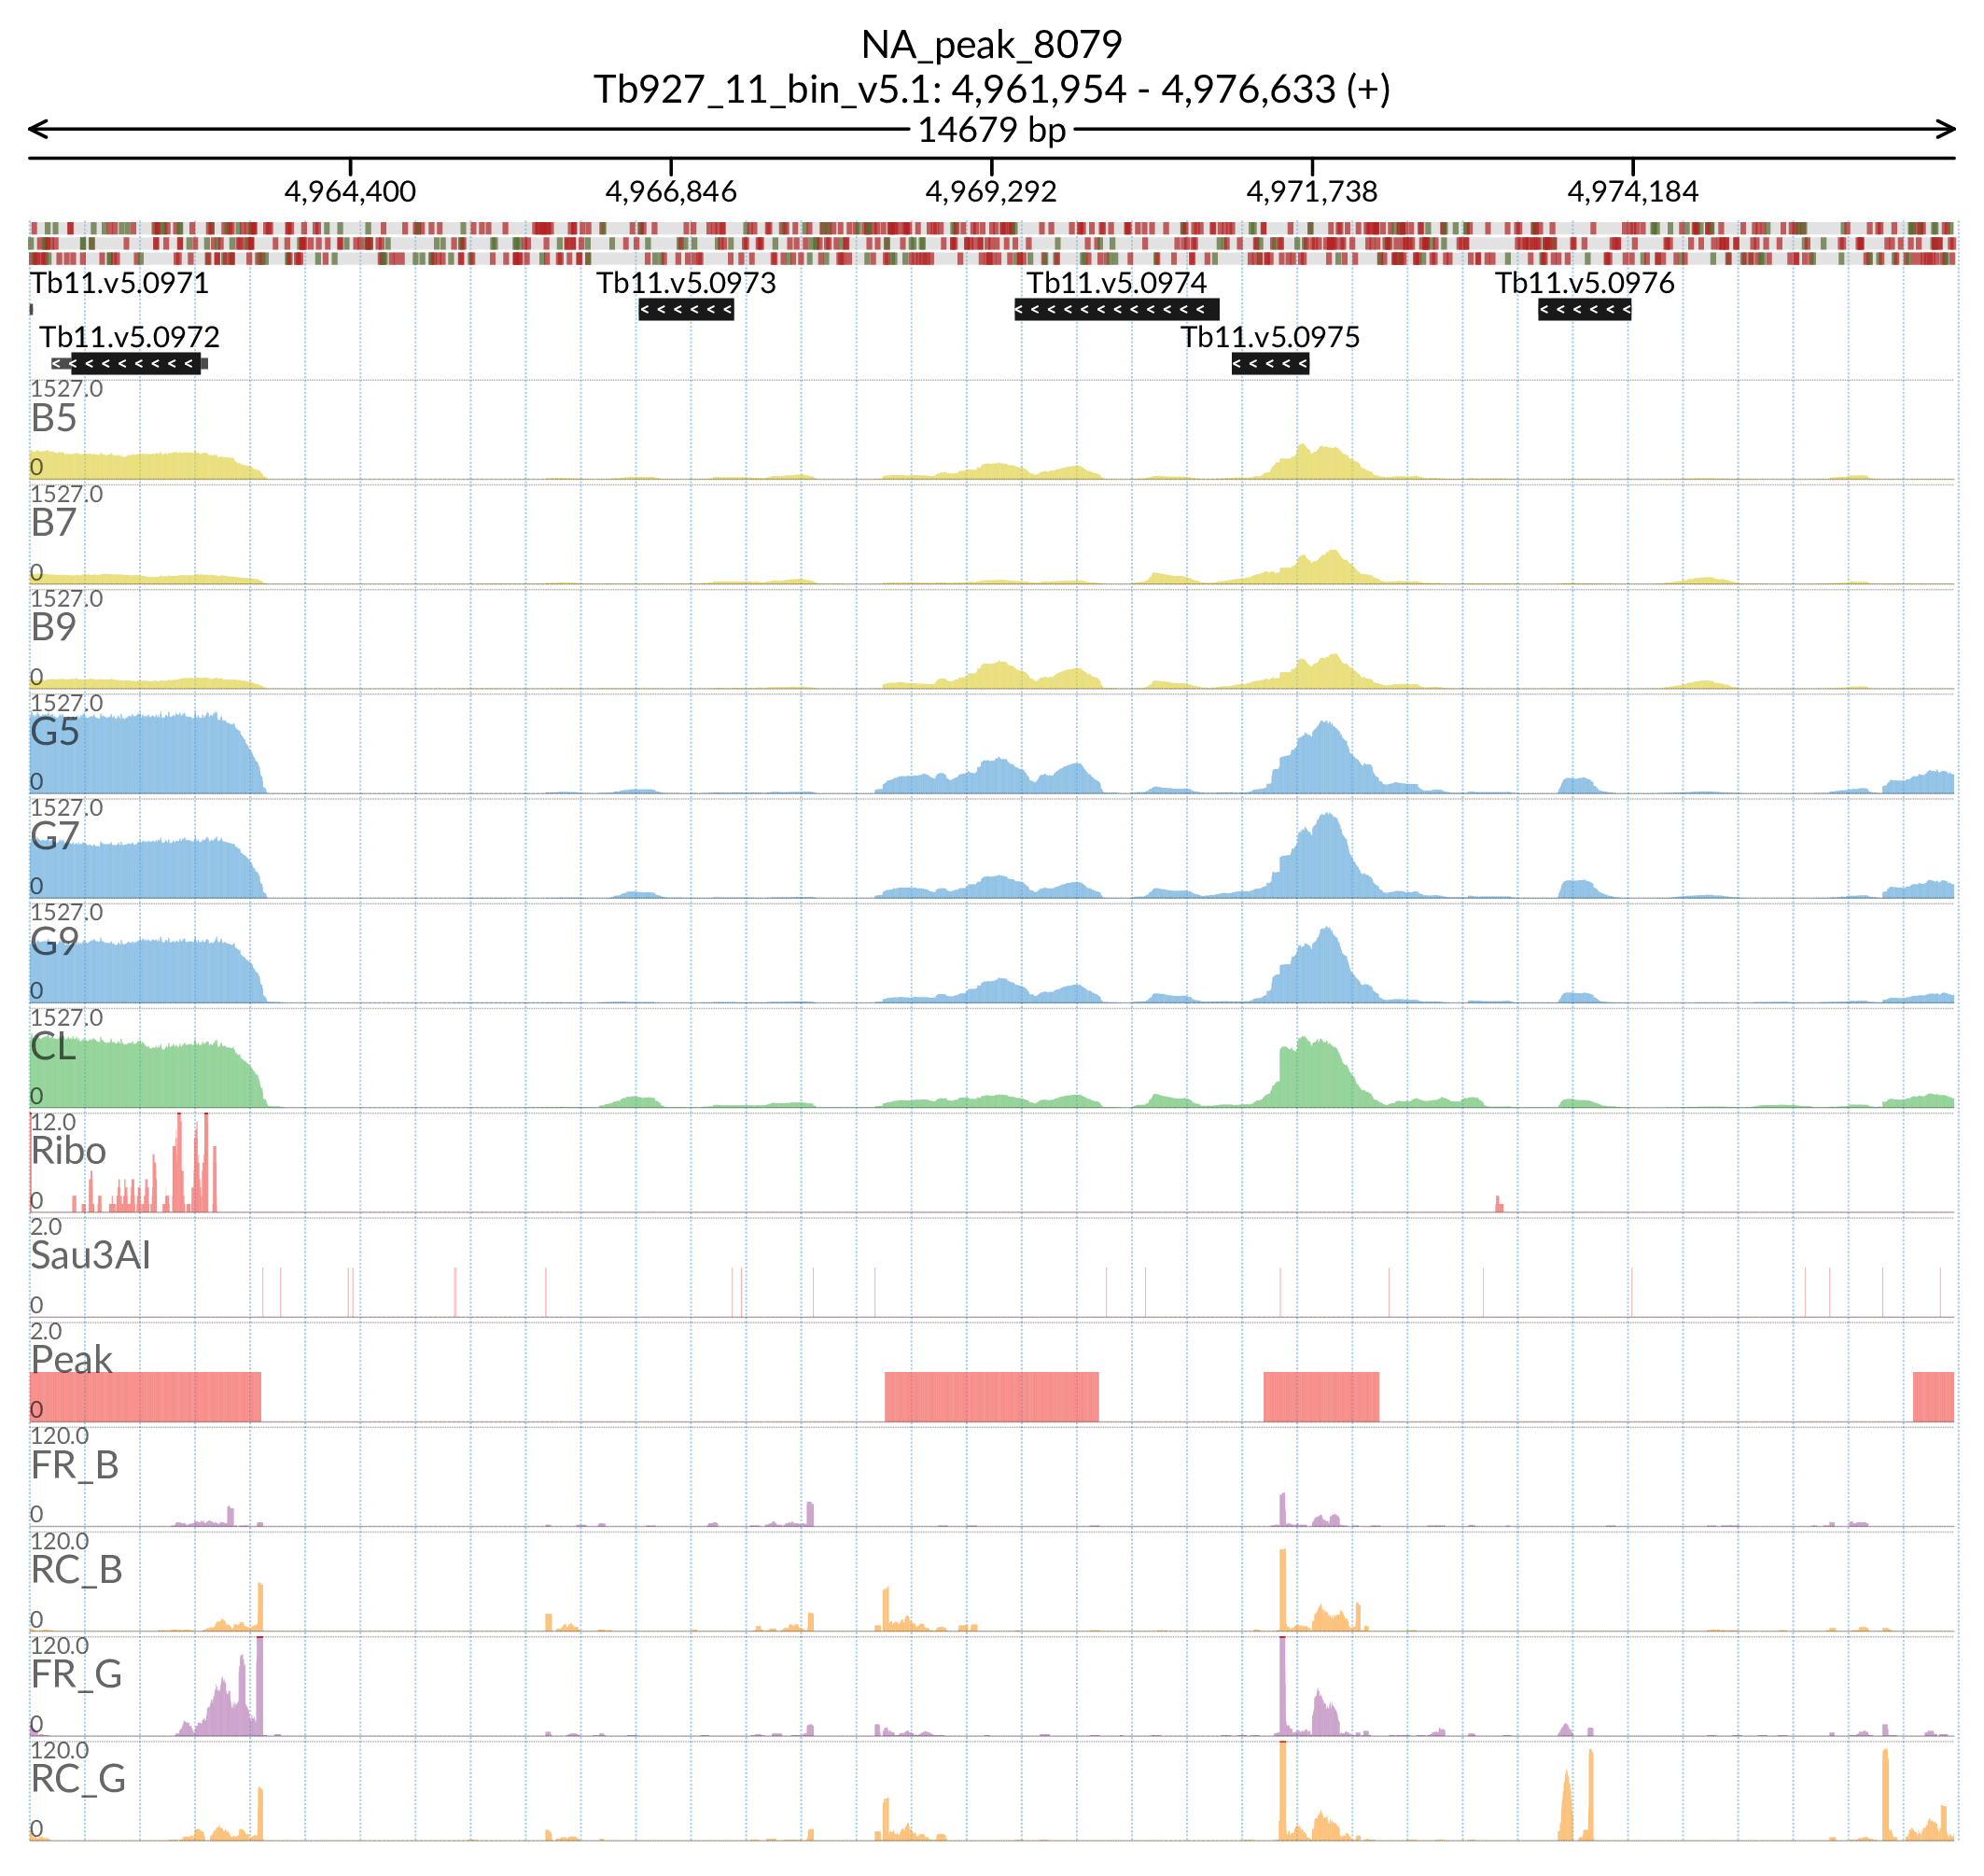 NA_peak_8079
Tb927_11_bin_v5.1: 4,961,954 - 4,976,633 (+)
14679 bp
4,964,400 4,966,846 4,969,292 4,971,738 4,974,184
Tb11.v5.0971 Tb11.v5.0973 Tb11.v5.0974 Tb11.v5.0976
Tb11.v5.0972 Tb11.v5.0975
1527.0
B5
0
1527.0
B7
0
1527.0
B9
0
1527.0
G5
0
1527.0
G7
0
1527.0
G9
0
1527.0
CL
0
12.0
Ribo
0
2.0
Sau3AI
0
2.0
Peak
0
120.0
FR_B
0
120.0
RC_B
0
120.0
FR_G
0
120.0
RC_G
0